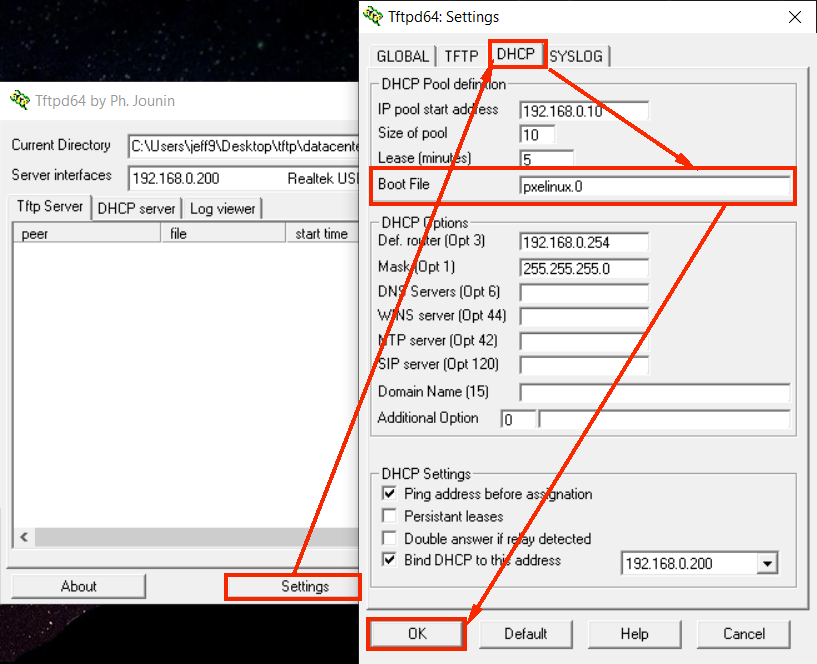 Tftpd64: Settings
GLOBAL TFTP DHCP SYSLOG
DHCP Pool definition
IP pool start address 192.168.0.10
Size of pool 10
Lease (minutes) 5
Boot File pxelinux.0
DHCP Options
Def. router (Opt 3) 192.168.0.254
Mask (Opt 1) 255.255.255.0
DNS Servers (Opt 6)
WINS server (Opt 44)
NTP server (Opt 42)
SIP server (Opt 120)
Domain Name (15)
Additional Option 0
DHCP Settings
Ping address before assignation
Persistant leases
Double answer if relay detected
Bind DHCP to this address 192.168.0.200
OK Default Help Cancel
Tftpd64 by Ph. Jounin
Current Directory C:\Users\jeff9\Desktop\tftp\datacente
Server interfaces 192.168.0.200 Realtek USI
Tftp Server DHCP server Log viewer
peer file start time
About Settings